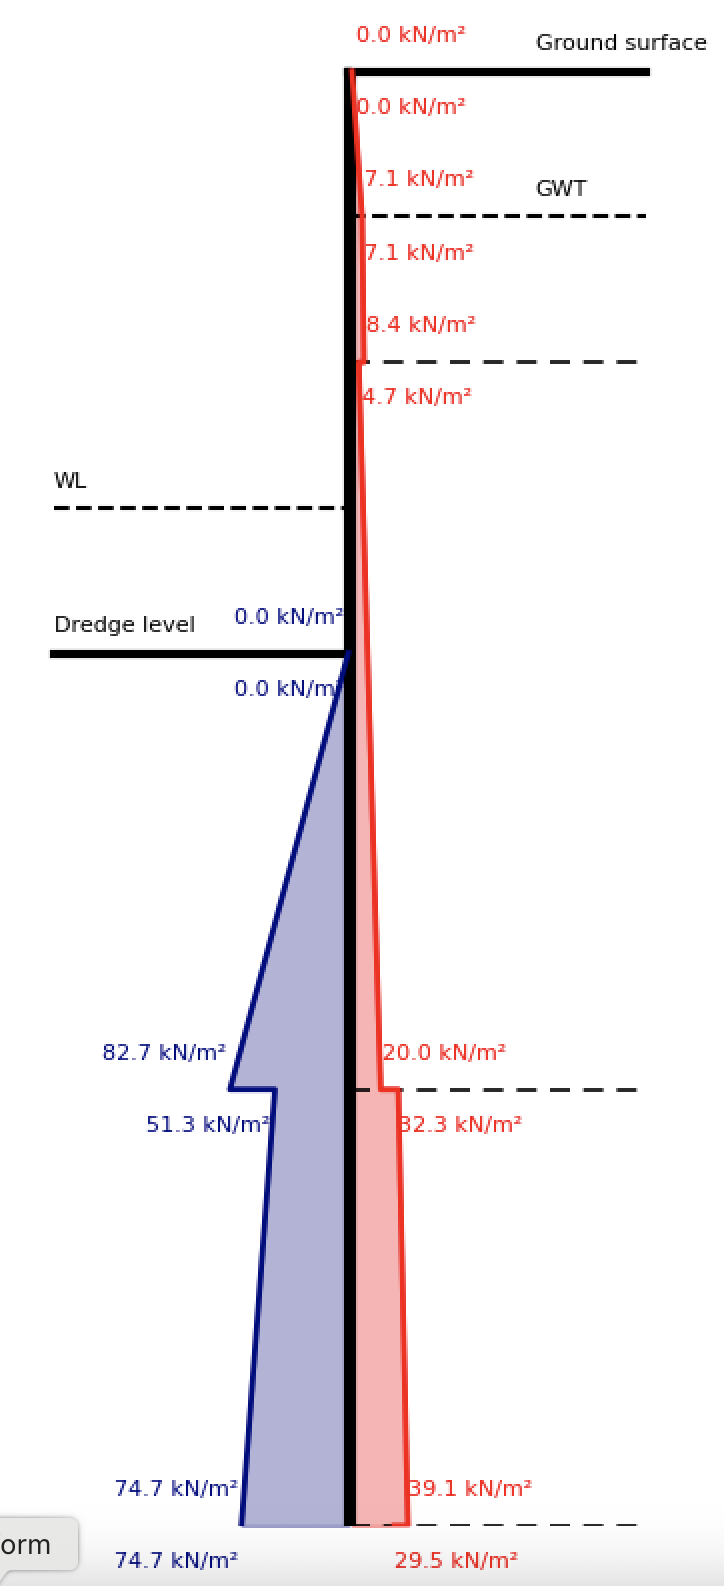 0.0 kN/m²
Ground surface
0.0 kN/m²
7.1 kN/m²
GWT
7.1 kN/m²
8.4 kN/m²
4.7 kN/m²
WL
0.0 kN/m²
Dredge level
0.0 kN/m²
82.7 kN/m²
20.0 kN/m²
51.3 kN/m²
32.3 kN/m²
74.7 kN/m²
39.1 kN/m²
orm
74.7 kN/m²
29.5 kN/m²